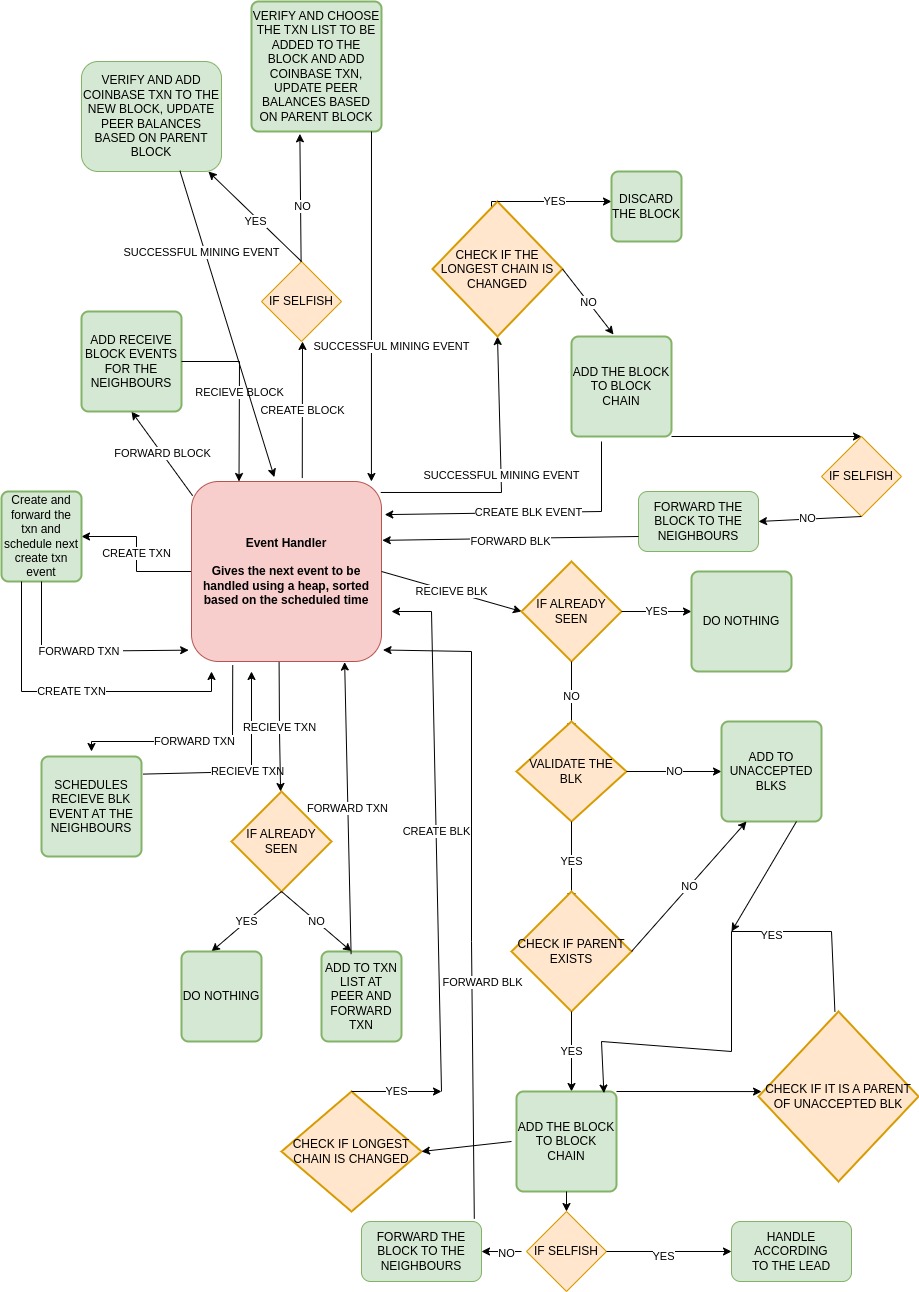 VERIFY AND CHOOSE
THE TXN LIST TO BE
ADDED TO THE
BLOCK AND ADD
COINBASE TXN,
UPDATE PEER
BALANCES BASED
ON PARENT BLOCK
VERIFY AND ADD
COINBASE TXN TO THE
NEW BLOCK, UPDATE
PEER BALANCES
BASED ON PARENT
BLOCK
DISCARD
THE BLOCK
YES
NO
YES
SUCCESSFUL MINING EVENT
CHECK IF THE
LONGEST CHAIN IS
CHANGED
IF SELFISH
NO
ADD RECEIVE
BLOCK EVENTS
FOR THE
NEIGHBOURS
SUCCESSFUL MINING EVENT
ADD THE BLOCK
TO BLOCK
CHAIN
RECIEVE BLOCK
CREATE BLOCK
FORWARD BLOCK
SUCCESSFUL MINING EVENT
IF SELFISH
Create and
forward the
txn and
schedule next
create txn
event
CREATE BLK EVENT
FORWARD THE
BLOCK TO THE
NEIGHBOURS
NO
FORWARD BLK
Event Handler
Gives the next event to be
handled using a heap, sorted
based on the scheduled time
CREATE TXN
RECIEVE BLK
IF ALREADY
SEEN
YES
DO NOTHING
FORWARD TXN
CREATE TXN
NO
FORWARD TXN
RECIEVE TXN
RECIEVE TXN
VALIDATE THE
BLK
NO
ADD TO
UNACCEPTED
BLKS
SCHEDULES
RECIEVE BLK
EVENT AT THE
NEIGHBOURS
FORWARD TXN
IF ALREADY
SEEN
CREATE BLK
YES
NO
YES
NO
YES
CHECK IF PARENT
EXISTS
DO NOTHING
ADD TO TXN
LIST AT
PEER AND
FORWARD
TXN
FORWARD BLK
YES
YES
CHECK IF IT IS A PARENT
OF UNACCEPTED BLK
CHECK IF LONGEST
CHAIN IS CHANGED
ADD THE BLOCK
TO BLOCK
CHAIN
FORWARD THE
BLOCK TO THE
NEIGHBOURS
NO
IF SELFISH
YES
HANDLE
ACCORDING
TO THE LEAD